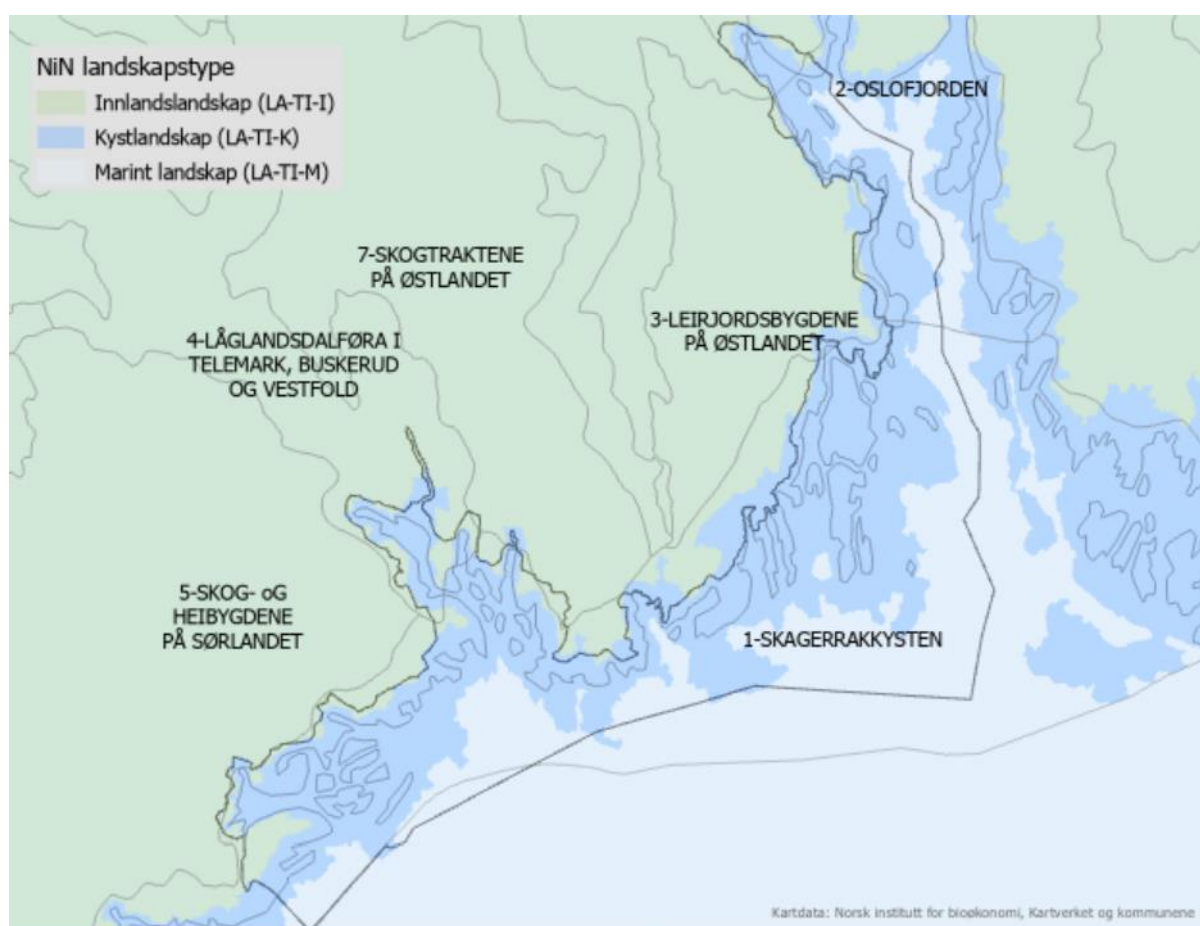 NiN landskapstype
Innlandslandskap (LA-TI-I)
Kystlandskap (LA-TI-K)
Marint landskap (LA-TI-M)
2-OSLOFJORDEN
7-SKOGTRAKTENE
PÅ ØSTLANDET
3-LEIRJORDSBYGDENE
PÅ ØSTLANDET
4-LÅGLANDSDALFØRA I
TELEMARK, BUSKERUD
OG VESTFOLD
5-SKOG- oG
HEIBYGDENE
PÅ SØRLANDET
1-SKAGERRAKKYSTEN
Kartdata: Norsk institutt for bioøkonomi, Kartverket og kommunene